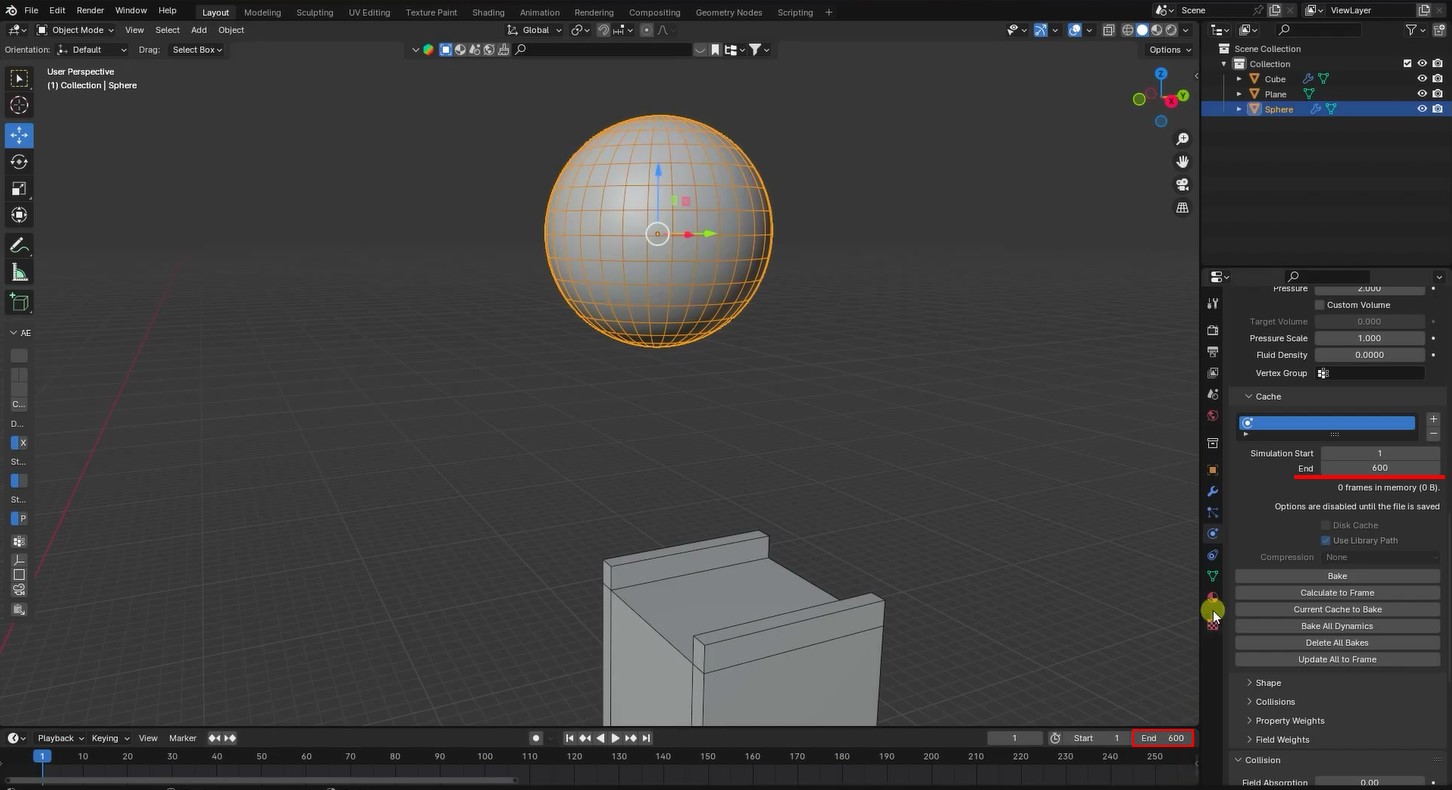 File Edit Render Window Help Layout Modeling Sculpting UV Editing Texture Paint Shading Animation Rendering Compositing Geometry Nodes Scripting + Scene ViewLayer
Object Mode View Select Add Object Global
Orientation: Default Drag: Select Box Options
User Perspective
(1) Collection | Sphere
Z
Y
X
Scene Collection
Collection
Cube
Plane
Sphere
AE
C...
D...
X
St...
St...
P
Pressure 2.000
Custom Volume
Target Volume 0.000
Pressure Scale 1.000
Fluid Density 0.0000
Vertex Group
Cache
Simulation Start 1
End 600
0 frames in memory (0 B).
Options are disabled until the file is saved
Disk Cache
Use Library Path
Compression None
Bake
Calculate to Frame
Current Cache to Bake
Bake All Dynamics
Delete All Bakes
Update All to Frame
Shape
Collisions
Property Weights
Field Weights
Collision
Field Absorption 0.00
Playback Keying View Marker 1 Start 1 End 600
1 10 20 30 40 50 60 70 80 90 100 110 120 130 140 150 160 170 180 190 200 210 220 230 240 250